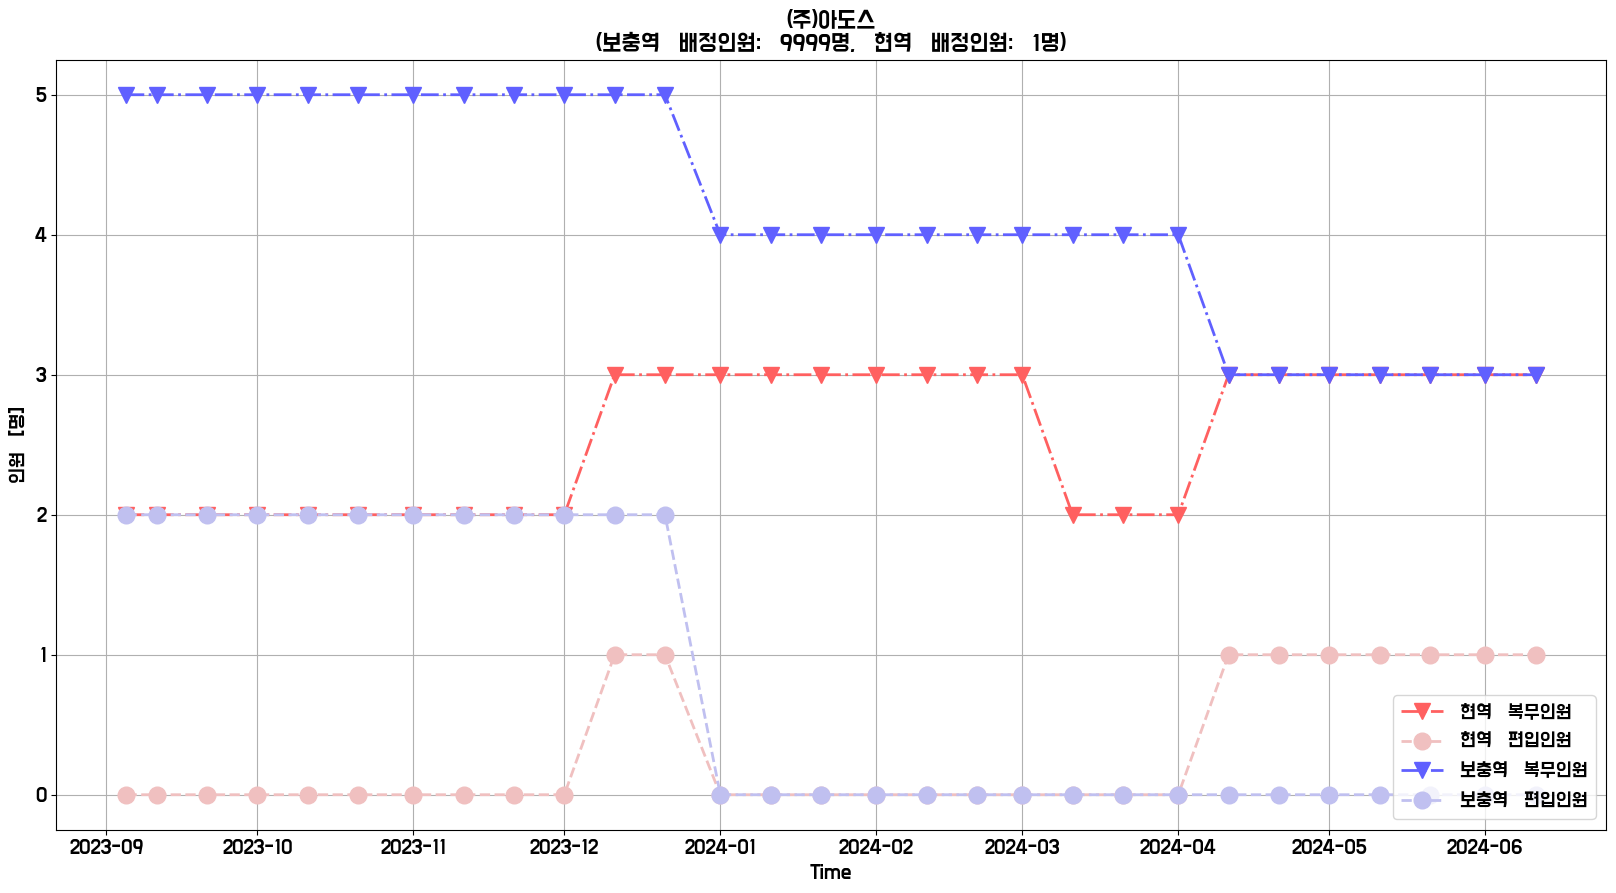 (주)아도스
(보충역 배정인원: 9999명, 현역 배정인원: 1명)
인원 [명]
5
4
3
2
1
0
2023-09 2023-10 2023-11 2023-12 2024-01 2024-02 2024-03 2024-04 2024-05 2024-06
Time
현역 복무인원
현역 편입인원
보충역 복무인원
보충역 편입인원